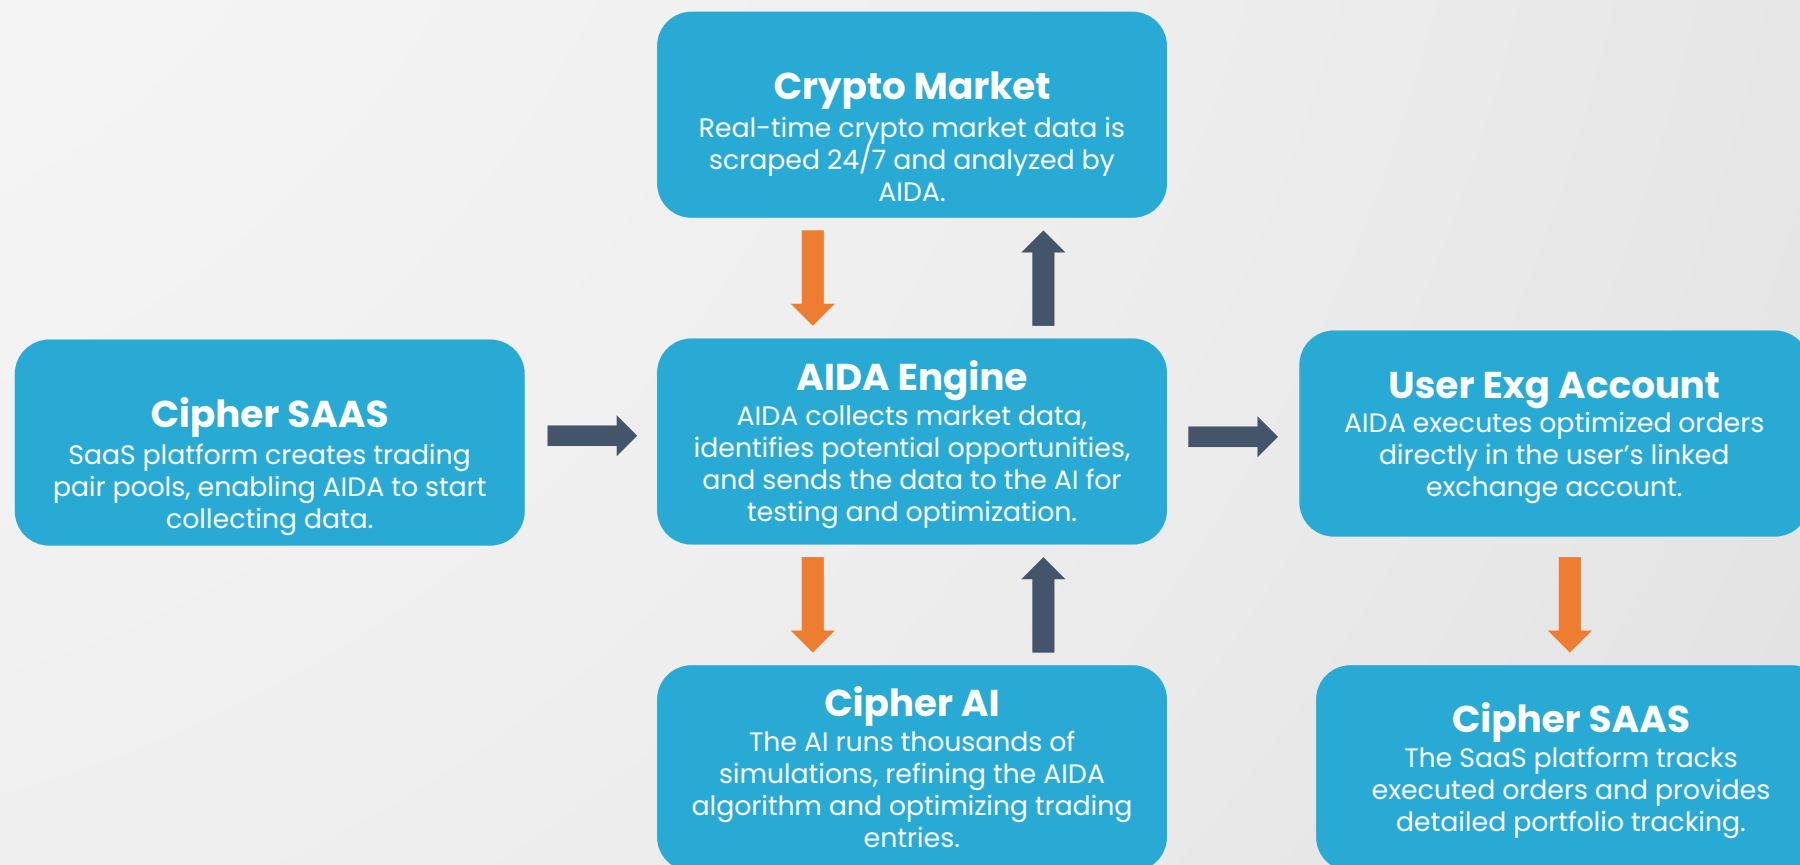 Crypto Market
Real-time crypto market data is
scraped 24/7 and analyzed by
AIDA.
Cipher SAAS
SaaS platform creates trading
pair pools, enabling AIDA to start
collecting data.
AIDA Engine
AIDA collects market data,
identifies potential opportunities,
and sends the data to the AI for
testing and optimization.
User Exg Account
AIDA executes optimized orders
directly in the user’s linked
exchange account.
Cipher AI
The AI runs thousands of
simulations, refining the AIDA
algorithm and optimizing trading
entries.
Cipher SAAS
The SaaS platform tracks
executed orders and provides
detailed portfolio tracking.